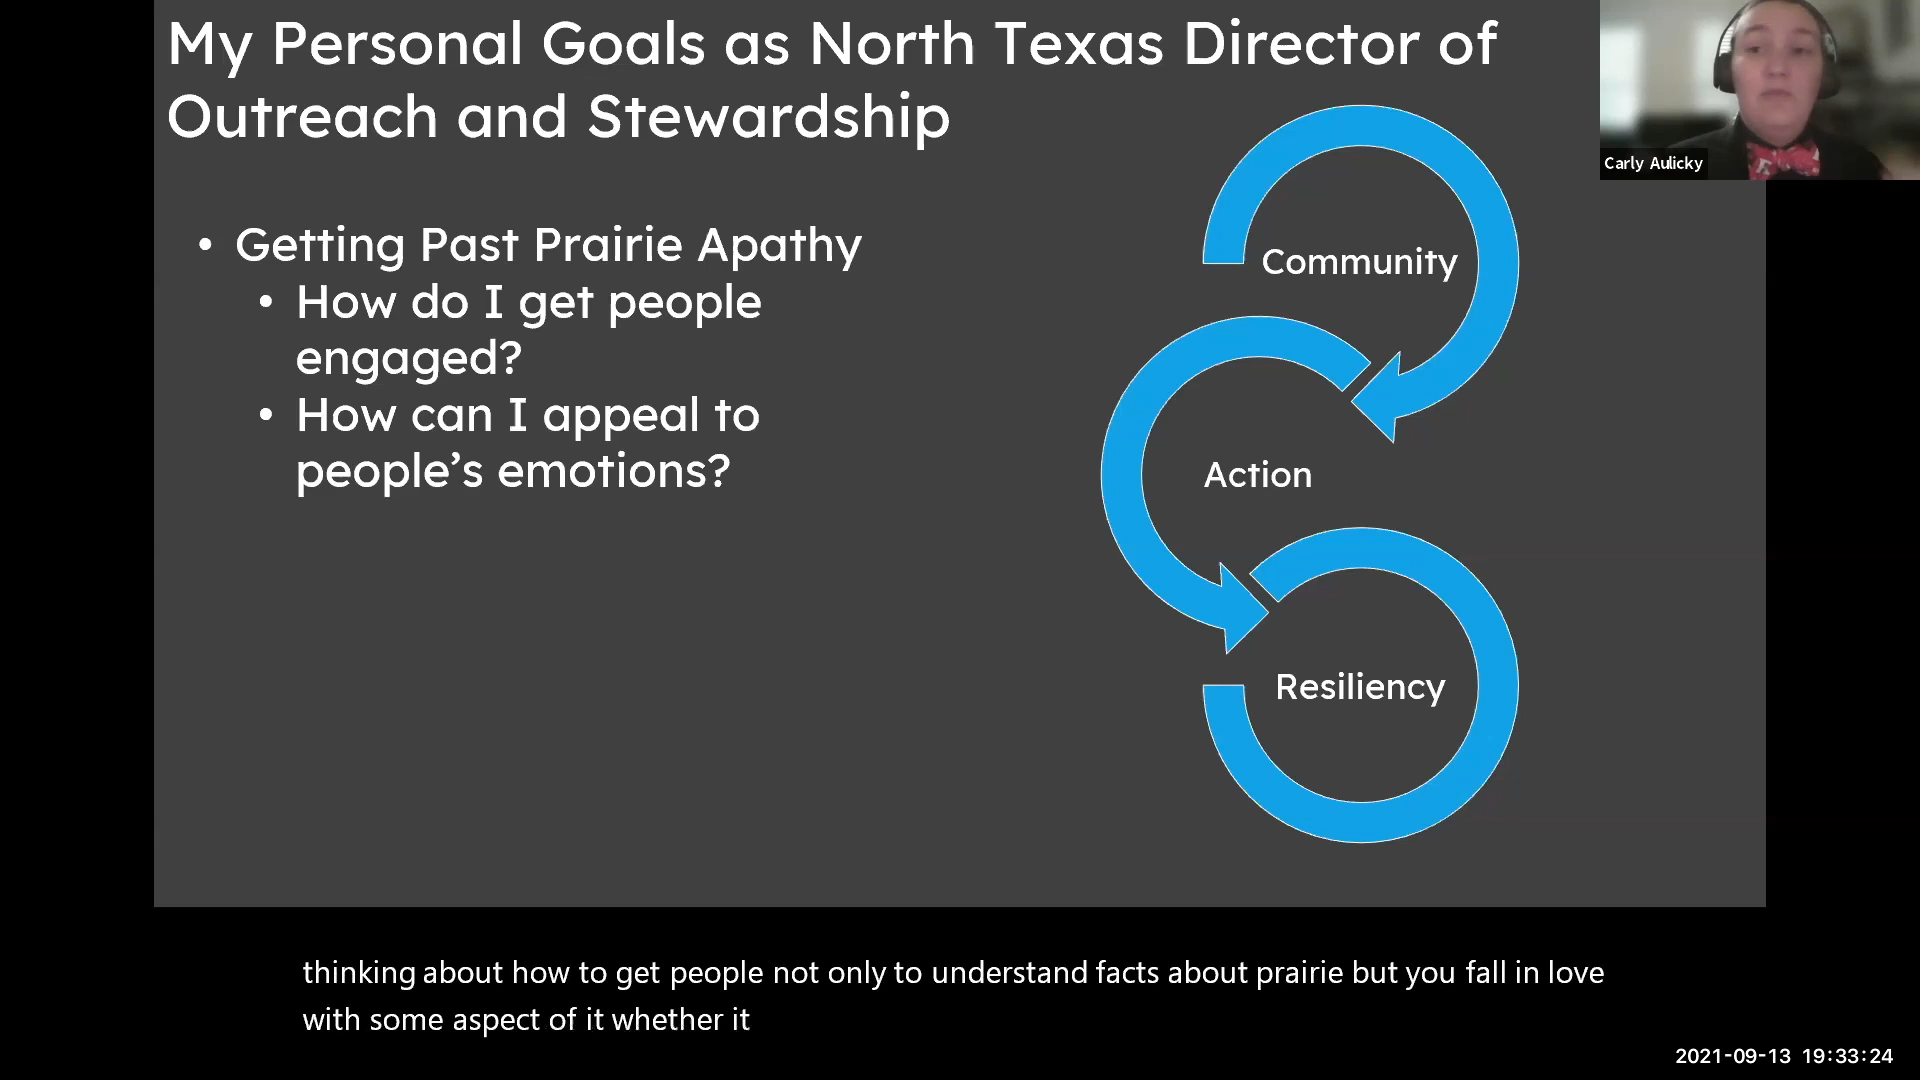 My Personal Goals as North Texas Director of
Outreach and Stewardship
Carly Aulicky
• Getting Past Prairie Apathy
• How do I get people
engaged?
• How can I appeal to
people’s emotions?
Community
Action
Resiliency
thinking about how to get people not only to understand facts about prairie but you fall in love
with some aspect of it whether it
2021-09-13 19:33:24